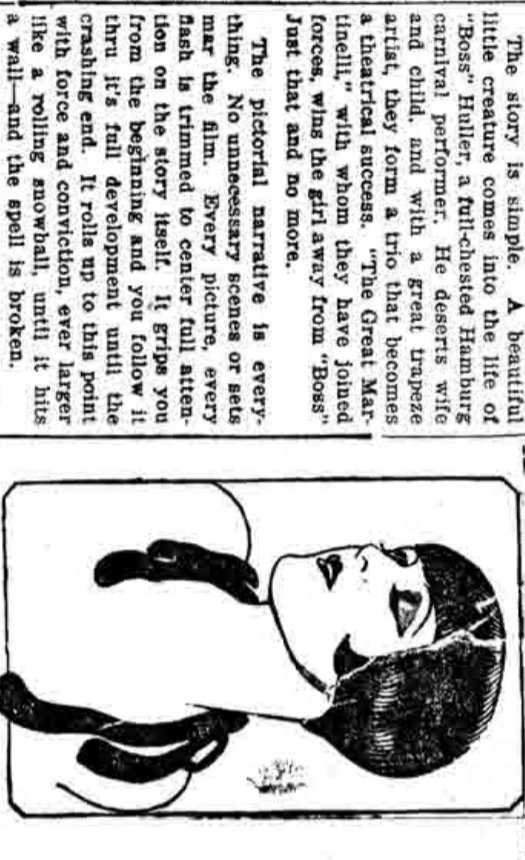 The story is simple. A beautiful
little creature comes into the life of
"Boss" Huller, a full-chested Hamburg
carnival performer. He deserts wife
and child, and with a great trapeze
artist, they form a trio that becomes
a theatrical success. "The Great Mar-
tinelli," with whom they have joined
forces, wins the girl away from "Boss"
Just that and no more.
The pictorial narrative is every-
thing. No unnecessary scenes or sets
mar the film. Every picture, every
flash is trimmed to center full atten-
tion on the story itself. It grips you
from the beginning and you follow it
thru it's full development until the
crashing end. It rolls up to this point
with force and conviction, ever larger
like a rolling snowball, until it hits
a wall—and the spell is broken.